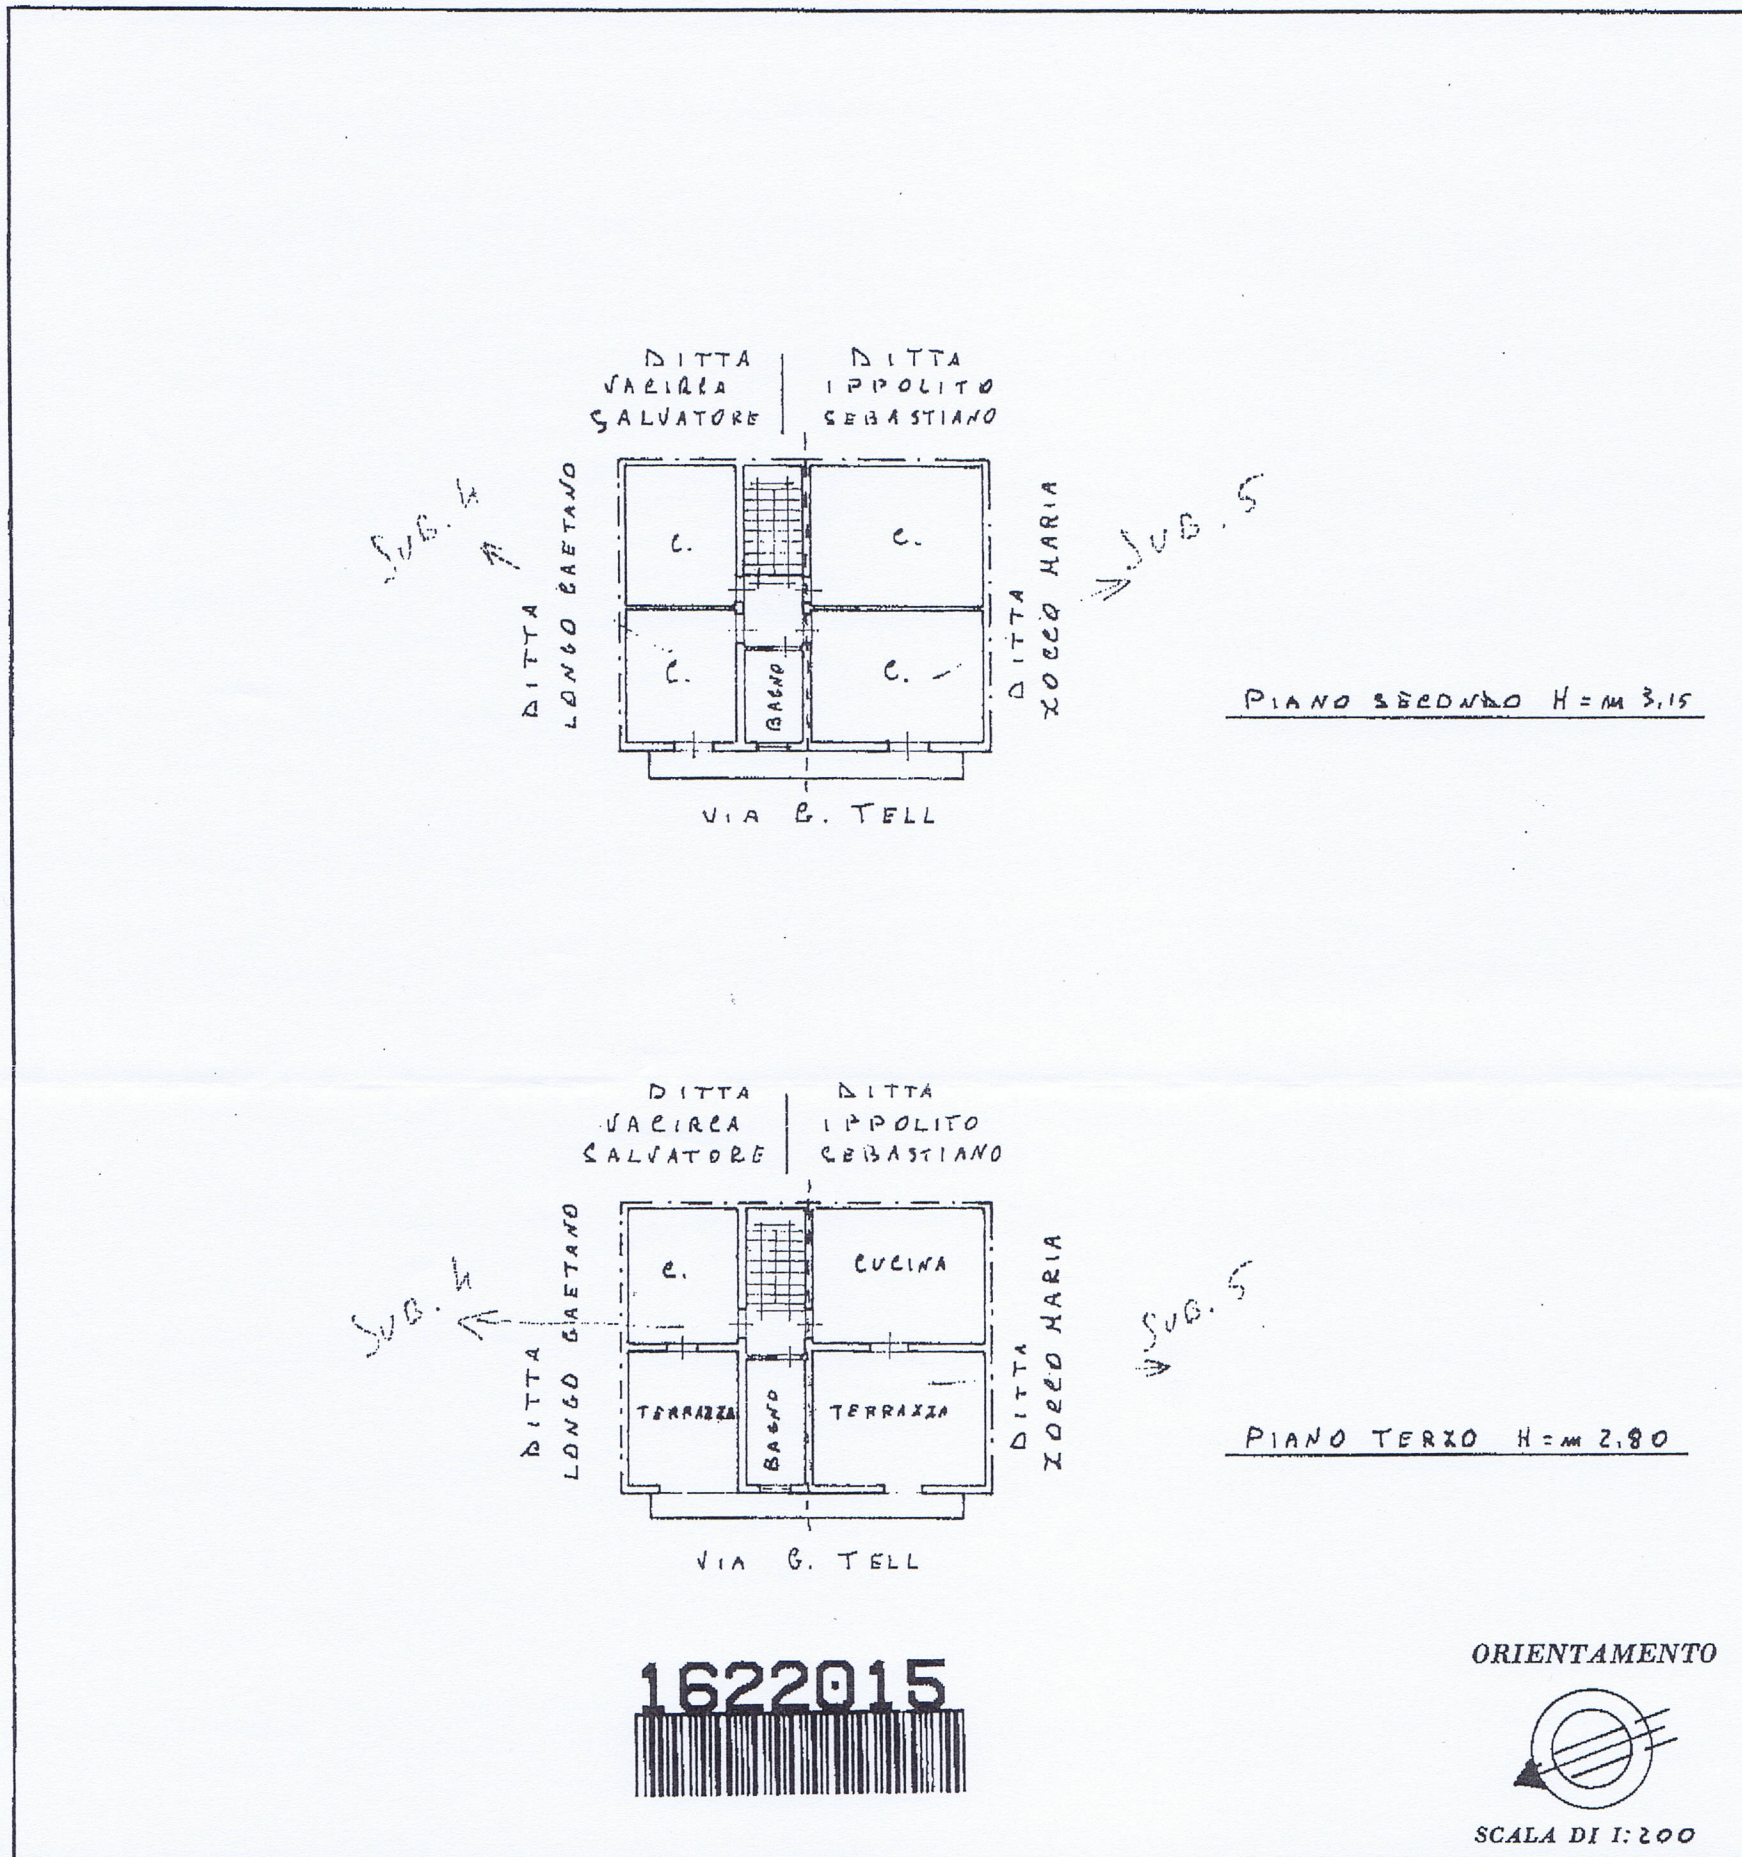 DITTA
VACIRCA
SALVATORE
DITTA
IPPOLITO
SEBASTIANO
SUB. 4
DITTA
LONGO GAETANO
C.
C.
C.
C.
BAGNO
DITTA
ZOCCO MARIA
SUB. 5
PIANO SECONDO H = m 3,15
VIA G. TELL
DITTA
VACIRCA
SALVATORE
DITTA
IPPOLITO
SEBASTIANO
SUB. 4
DITTA
LONGO GAETANO
C.
CUCINA
TERRAZZA
BAGNO
TERRAZZA
DITTA
ZOCCO MARIA
SUB. 5
PIANO TERZO H = m 2,80
VIA G. TELL
1622015
ORIENTAMENTO
SCALA DI 1:200